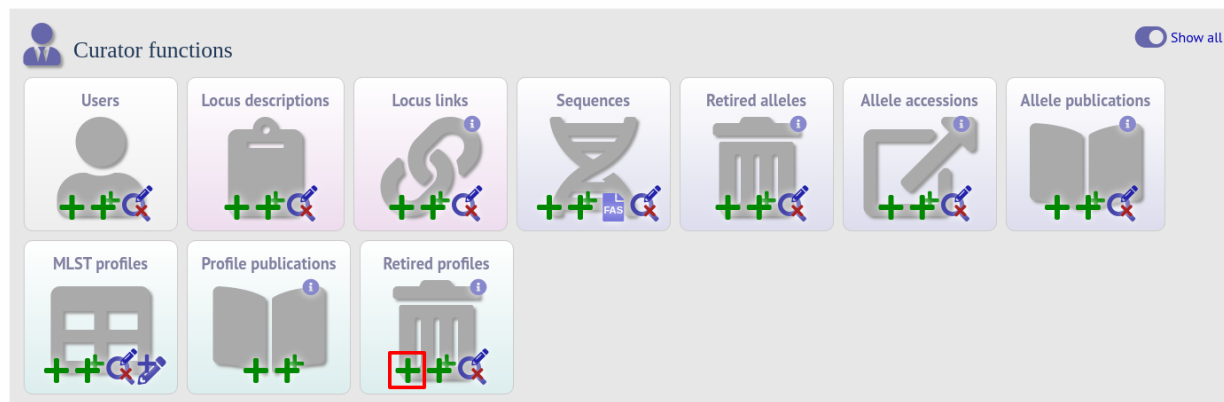 Curator functions
Show all
Users
Locus descriptions
Locus links
Sequences
Retired alleles
Allele accessions
Allele publications
FAS
MLST profiles
Profile publications
Retired profiles